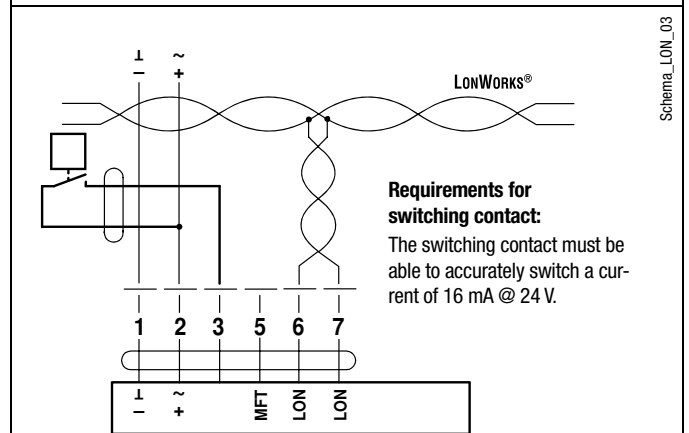 Schema_LON_03
⊥ ~
– +
LONWORKS®
Requirements for
switching contact:
The switching contact must be
able to accurately switch a cur-
rent of 16 mA @ 24 V.
1 2 3 5 6 7
⊥ ~ MFT LON LON
– +